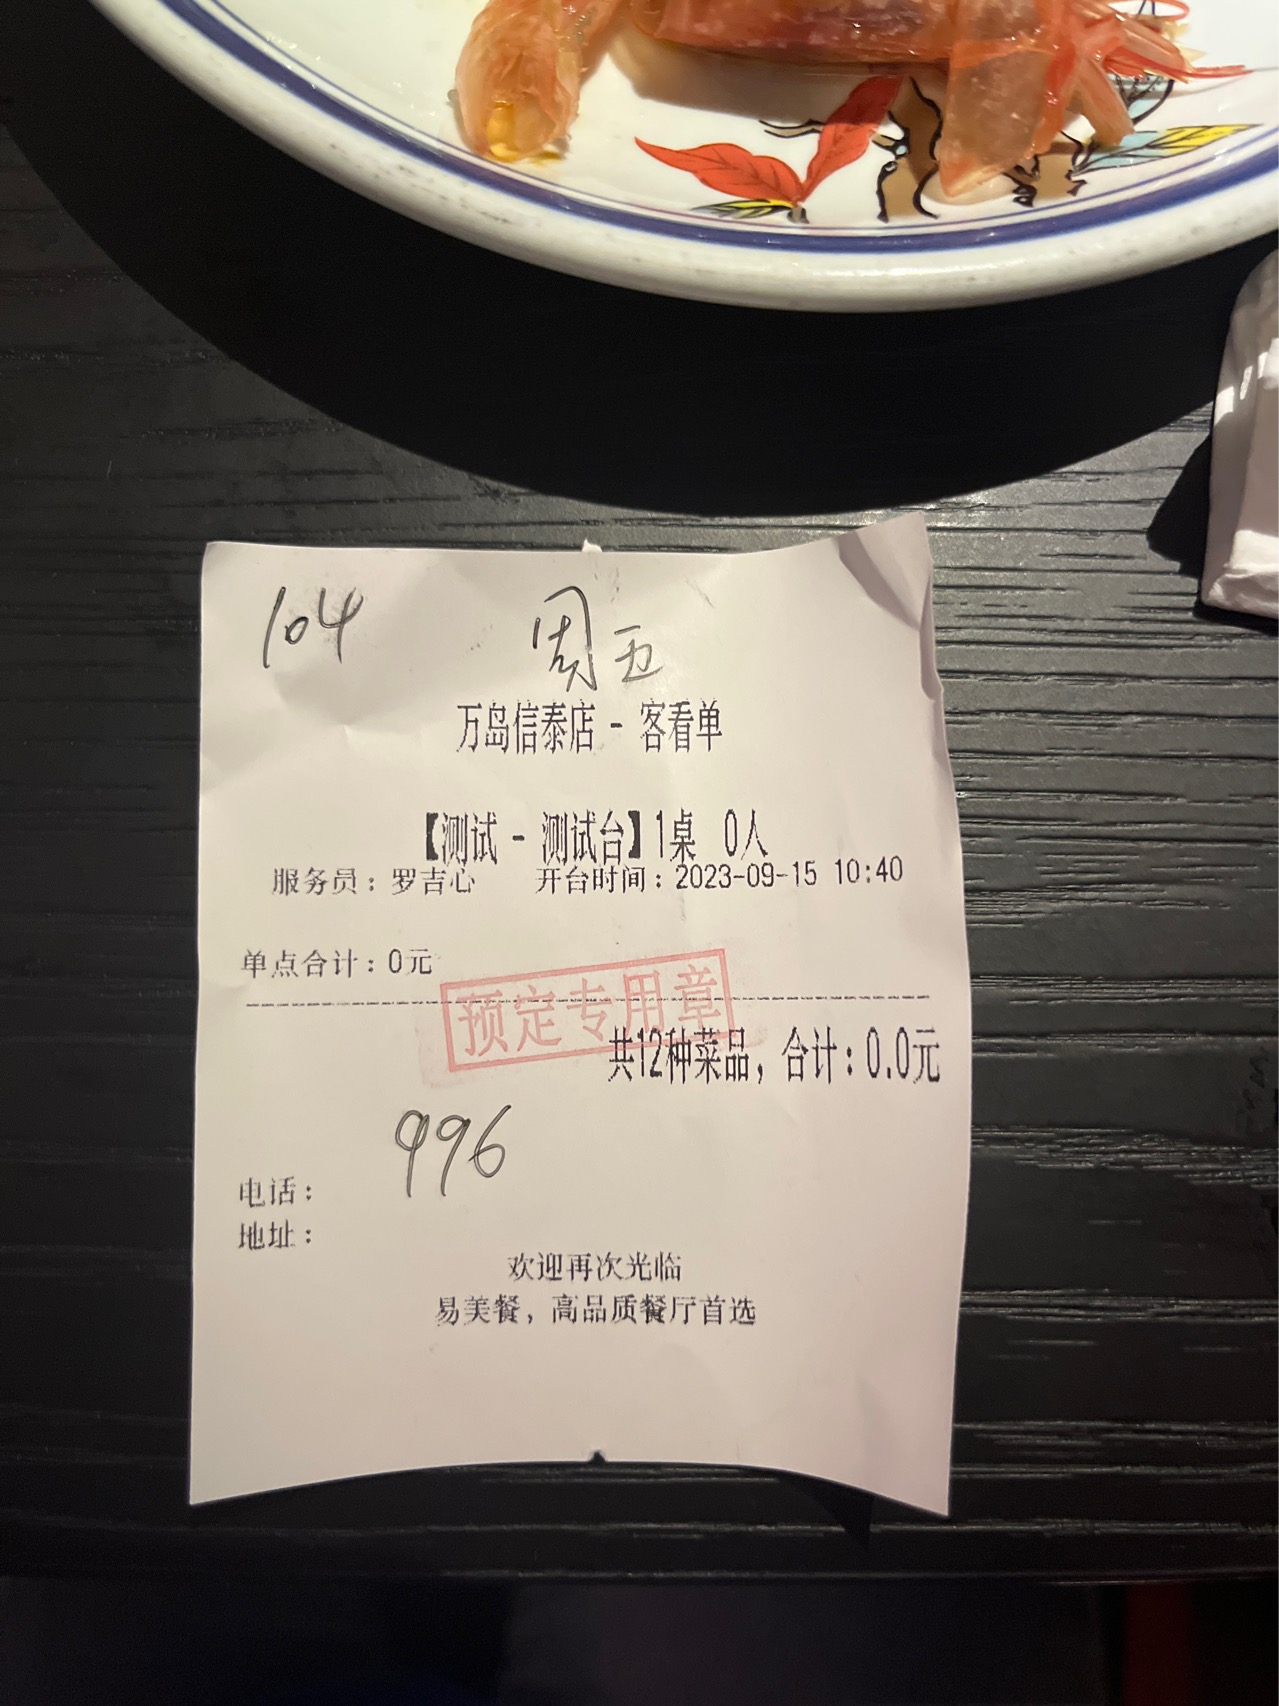 104 周五
万岛信泰店 - 客看单
【测试 - 测试台】1桌 0人
服务员：罗吉心 开台时间：2023-09-15 10:40
单点合计：0元
预定专用章
共12种菜品，合计：0.0元
996
电话：
地址：
欢迎再次光临
易美餐，高品质餐厅首选